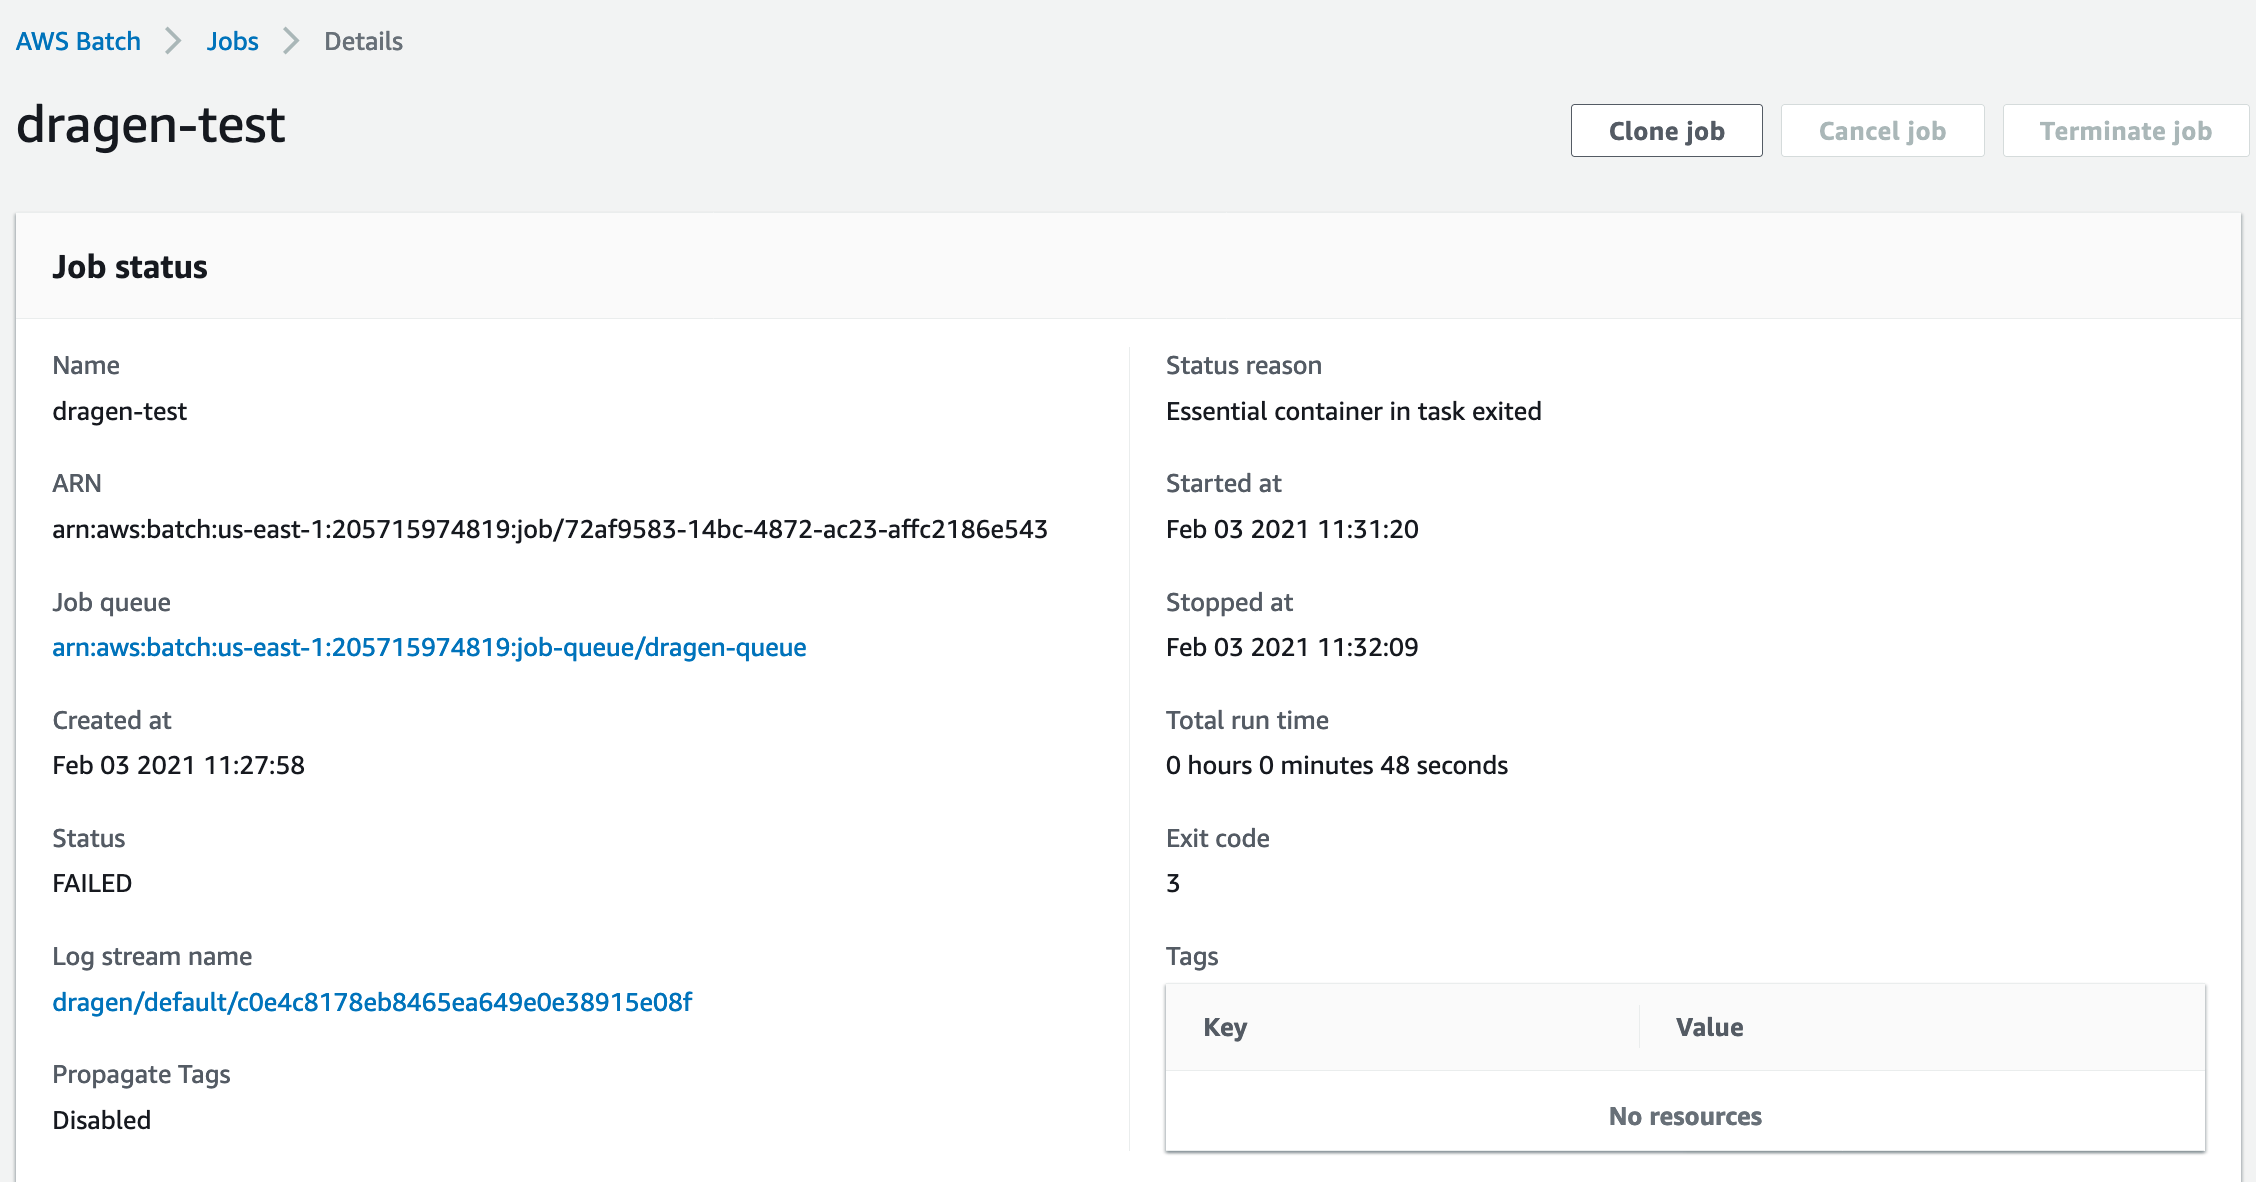 AWS Batch > Jobs > Details
dragen-test
Clone job
Cancel job
Terminate job
Job status
Name
dragen-test
ARN
arn:aws:batch:us-east-1:205715974819:job/72af9583-14bc-4872-ac23-affc2186e543
Job queue
arn:aws:batch:us-east-1:205715974819:job-queue/dragen-queue
Created at
Feb 03 2021 11:27:58
Status
FAILED
Log stream name
dragen/default/c0e4c8178eb8465ea649e0e38915e08f
Propagate Tags
Disabled
Status reason
Essential container in task exited
Started at
Feb 03 2021 11:31:20
Stopped at
Feb 03 2021 11:32:09
Total run time
0 hours 0 minutes 48 seconds
Exit code
3
Tags
Key Value
No resources